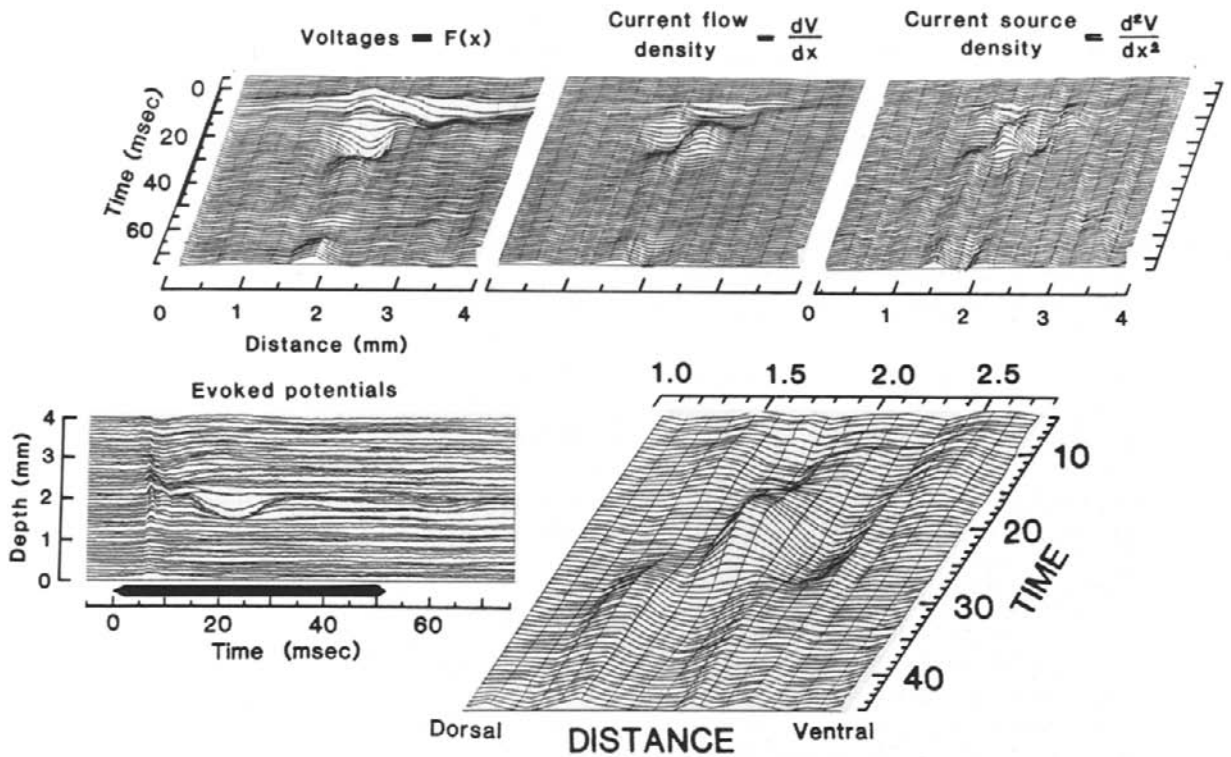 Voltages = F(x)
Current flow density = dV/dx
Current source density = d²V/dx²
Time (msec)
0
20
40
60
0 1 2 3 4
Distance (mm)
0 1 2 3 4
Evoked potentials
Depth (mm)
4
3
2
1
0
0 20 40 60
Time (msec)
1.0 1.5 2.0 2.5
10
20
30
40
TIME
Dorsal
Ventral
DISTANCE